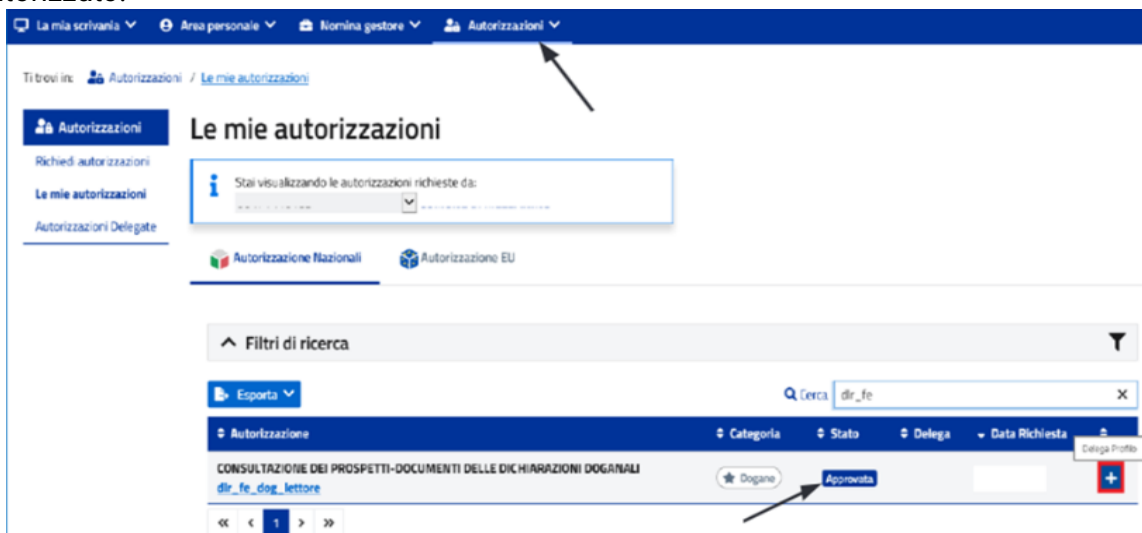 La mia scrivania Area personale Nomina gestore Autorizzazioni
Ti trovi in: Autorizzazioni / Le mie autorizzazioni
Autorizzazioni
Richiedi autorizzazioni
Le mie autorizzazioni
Autorizzazioni Delegate
Le mie autorizzazioni
Stai visualizzando le autorizzazioni richieste da:
Autorizzazione Nazionali Autorizzazione EU
Filtri di ricerca
Esporta
Cerca dlr_fe
Autorizzazione Categoria Stato Delega Data Richiesta
Delega Profilo
CONSULTAZIONE DEI PROSPETTI-DOCUMENTI DELLE DICHIARAZIONI DOGANALI
dlr_fe_dog_lettore
Dogane Approvata +
« < 1 > »